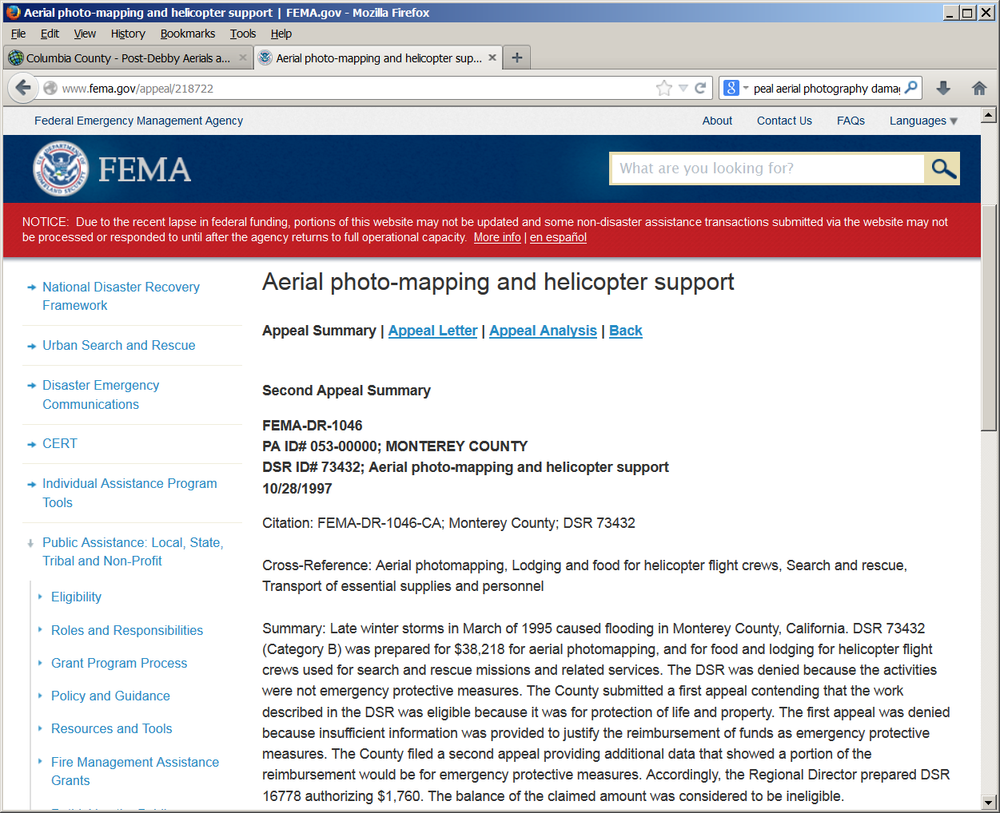 Aerial photo-mapping and helicopter support | FEMA.gov - Mozilla Firefox
File Edit View History Bookmarks Tools Help
Columbia County - Post-Debby Aerials a... × Aerial photo-mapping and helicopter sup... × +
www.fema.gov/appeal/218722 8 peal aerial photography dama
Federal Emergency Management Agency About Contact Us FAQs Languages
FEMA What are you looking for?
NOTICE: Due to the recent lapse in federal funding, portions of this website may not be updated and some non-disaster assistance transactions submitted via the website may not
be processed or responded to until after the agency returns to full operational capacity. More info | en español
National Disaster Recovery
Framework
Urban Search and Rescue
Disaster Emergency
Communications
CERT
Individual Assistance Program
Tools
Public Assistance: Local, State,
Tribal and Non-Profit
Eligibility
Roles and Responsibilities
Grant Program Process
Policy and Guidance
Resources and Tools
Fire Management Assistance
Grants
Aerial photo-mapping and helicopter support
Appeal Summary | Appeal Letter | Appeal Analysis | Back
Second Appeal Summary
FEMA-DR-1046
PA ID# 053-00000; MONTEREY COUNTY
DSR ID# 73432; Aerial photo-mapping and helicopter support
10/28/1997
Citation: FEMA-DR-1046-CA; Monterey County; DSR 73432
Cross-Reference: Aerial photomapping, Lodging and food for helicopter flight crews, Search and rescue,
Transport of essential supplies and personnel
Summary: Late winter storms in March of 1995 caused flooding in Monterey County, California. DSR 73432
(Category B) was prepared for $38,218 for aerial photomapping, and for food and lodging for helicopter flight
crews used for search and rescue missions and related services. The DSR was denied because the activities
were not emergency protective measures. The County submitted a first appeal contending that the work
described in the DSR was eligible because it was for protection of life and property. The first appeal was denied
because insufficient information was provided to justify the reimbursement of funds as emergency protective
measures. The County filed a second appeal providing additional data that showed a portion of the
reimbursement would be for emergency protective measures. Accordingly, the Regional Director prepared DSR
16778 authorizing $1,760. The balance of the claimed amount was considered to be ineligible.